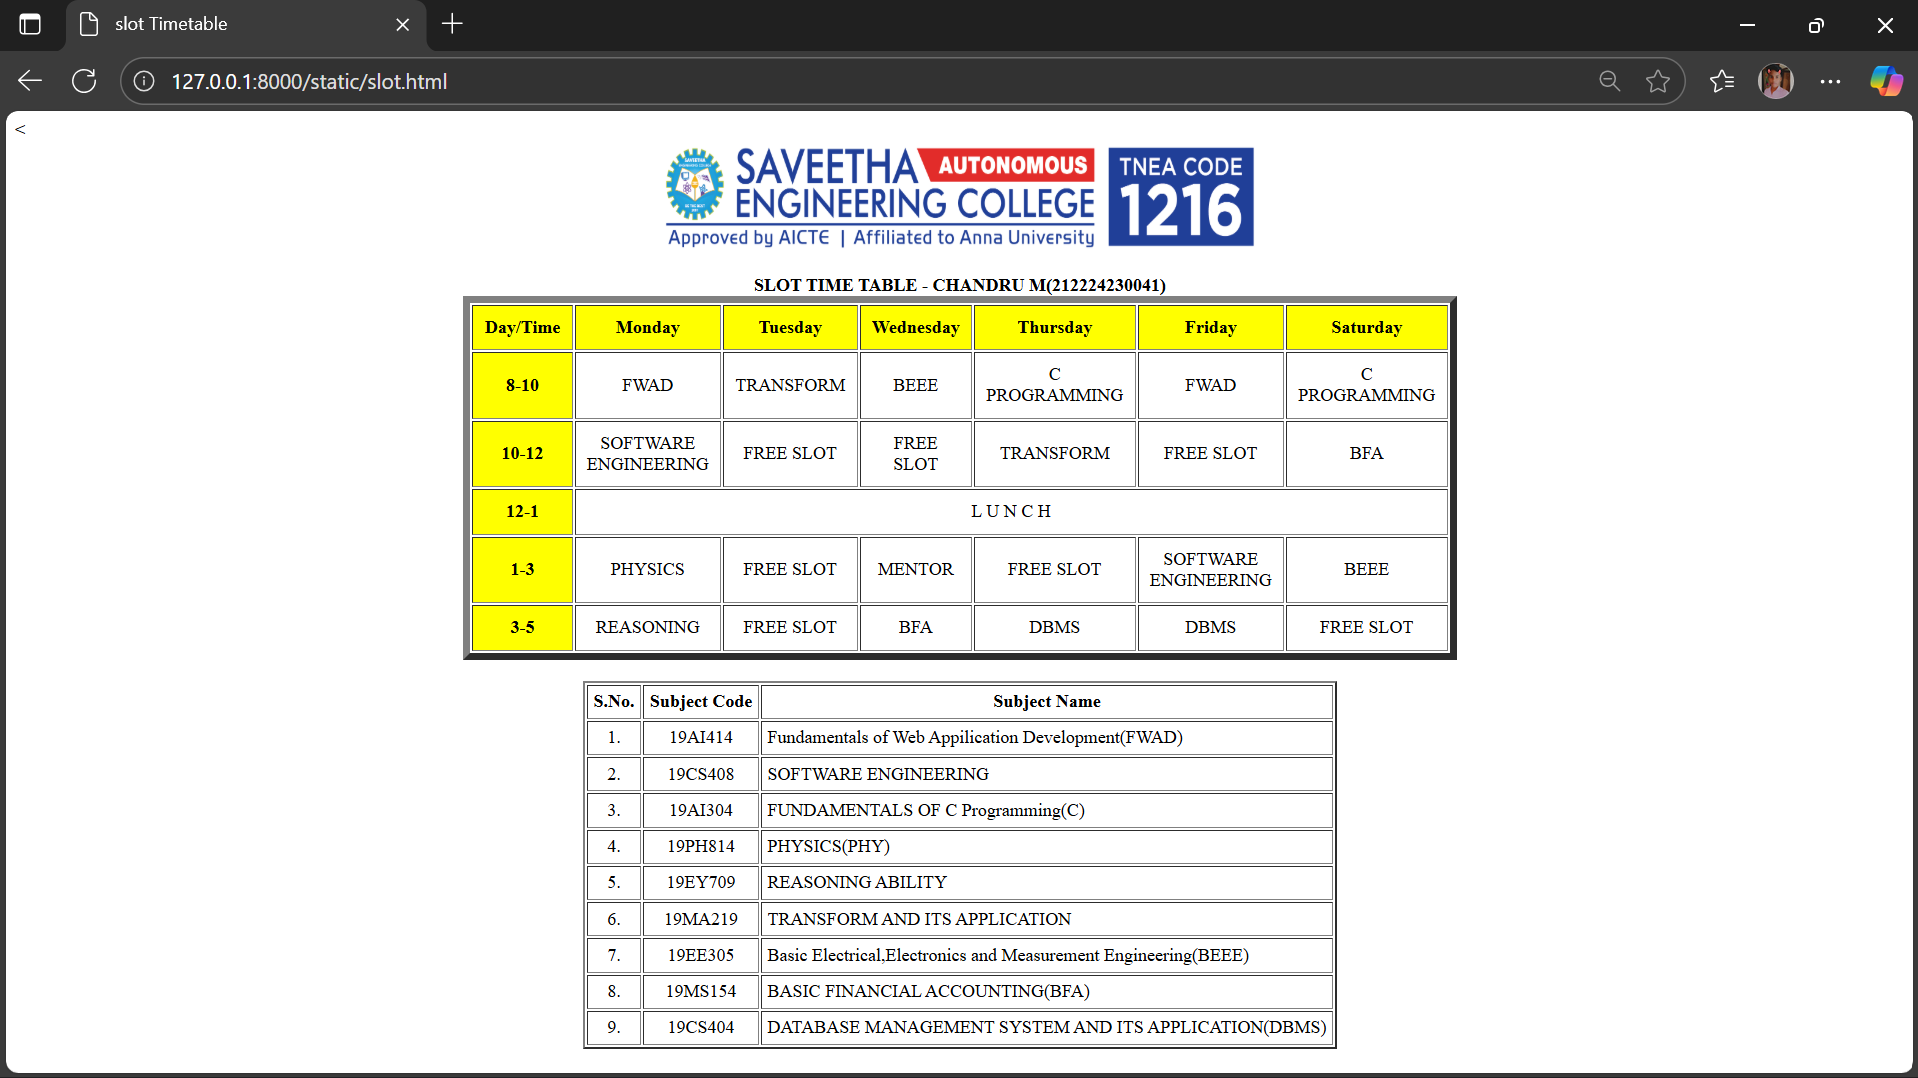 slot Timetable
127.0.0.1:8000/static/slot.html
<
SAVEETHA AUTONOMOUS
ENGINEERING COLLEGE
Approved by AICTE | Affiliated to Anna University
TNEA CODE
1216
SLOT TIME TABLE - CHANDRU M(212224230041)
Day/Time Monday Tuesday Wednesday Thursday Friday Saturday
8-10 FWAD TRANSFORM BEEE C PROGRAMMING FWAD C PROGRAMMING
10-12 SOFTWARE ENGINEERING FREE SLOT FREE SLOT TRANSFORM FREE SLOT BFA
12-1 L U N C H
1-3 PHYSICS FREE SLOT MENTOR FREE SLOT SOFTWARE ENGINEERING BEEE
3-5 REASONING FREE SLOT BFA DBMS DBMS FREE SLOT
S.No. Subject Code Subject Name
1. 19AI414 Fundamentals of Web Appilication Development(FWAD)
2. 19CS408 SOFTWARE ENGINEERING
3. 19AI304 FUNDAMENTALS OF C Programming(C)
4. 19PH814 PHYSICS(PHY)
5. 19EY709 REASONING ABILITY
6. 19MA219 TRANSFORM AND ITS APPLICATION
7. 19EE305 Basic Electrical,Electronics and Measurement Engineering(BEEE)
8. 19MS154 BASIC FINANCIAL ACCOUNTING(BFA)
9. 19CS404 DATABASE MANAGEMENT SYSTEM AND ITS APPLICATION(DBMS)